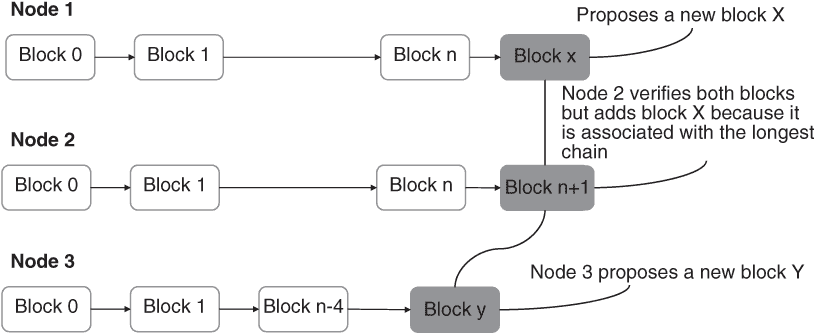 Node 1
Proposes a new block X
Block 0
Block 1
Block n
Block x
Node 2 verifies both blocks
but adds block X because it
is associated with the longest
chain
Node 2
Block 0
Block 1
Block n
Block n+1
Node 3
Node 3 proposes a new block Y
Block 0
Block 1
Block n-4
Block y